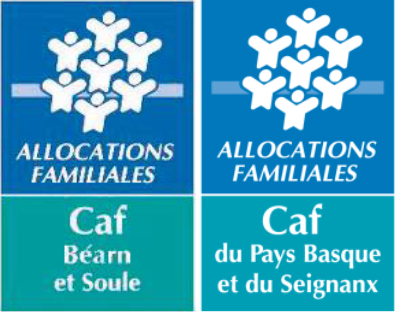 ALLOCATIONS
FAMILIALES
Caf
Béarn
et Soule
ALLOCATIONS
FAMILIALES
Caf
du Pays Basque
et du Seignanx